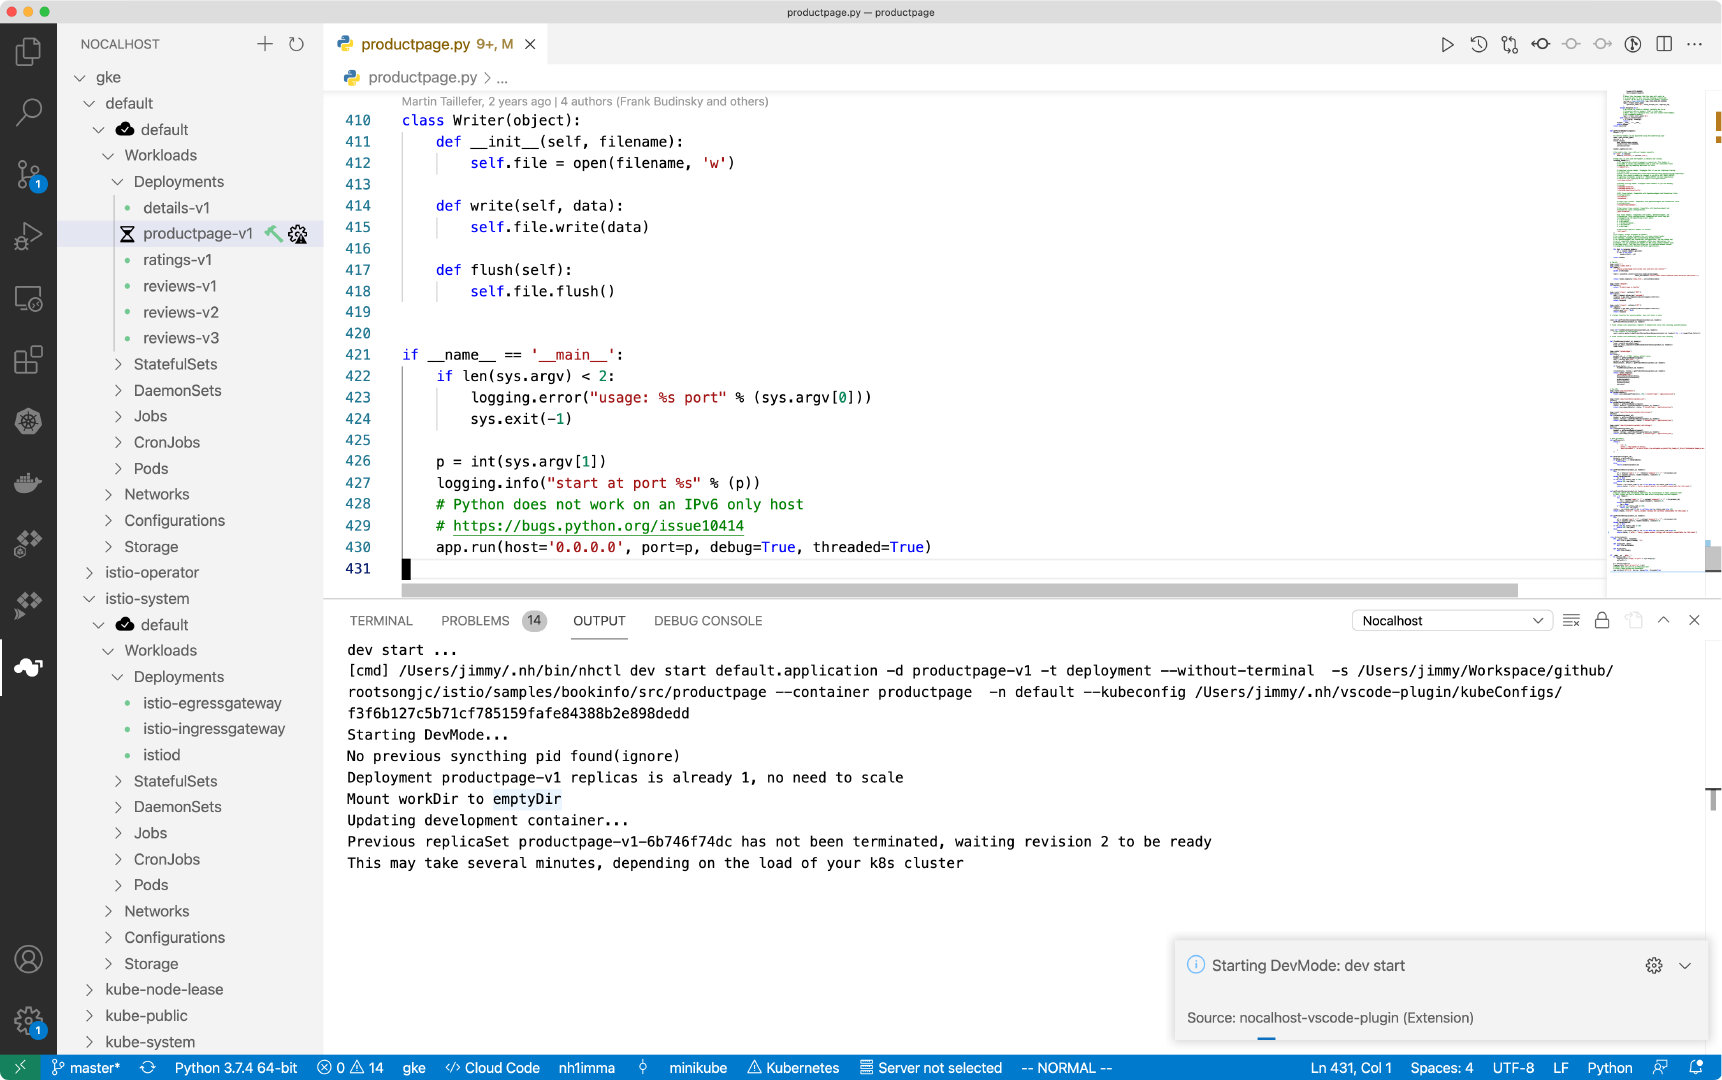 productpage.py — productpage
NOCALHOST
gke
default
default
Workloads
Deployments
details-v1
productpage-v1
ratings-v1
reviews-v1
reviews-v2
reviews-v3
StatefulSets
DaemonSets
Jobs
CronJobs
Pods
Networks
Configurations
Storage
istio-operator
istio-system
default
Workloads
Deployments
istio-egressgateway
istio-ingressgateway
istiod
StatefulSets
DaemonSets
Jobs
CronJobs
Pods
Networks
Configurations
Storage
kube-node-lease
kube-public
kube-system
1
1
productpage.py 9+, M
productpage.py > ...
Martin Taillefer, 2 years ago | 4 authors (Frank Budinsky and others)
410 class Writer(object):
411 def __init__(self, filename):
412 self.file = open(filename, 'w')
413
414 def write(self, data):
415 self.file.write(data)
416
417 def flush(self):
418 self.file.flush()
419
420
421 if __name__ == '__main__':
422 if len(sys.argv) < 2:
423 logging.error("usage: %s port" % (sys.argv[0]))
424 sys.exit(-1)
425
426 p = int(sys.argv[1])
427 logging.info("start at port %s" % (p))
428 # Python does not work on an IPv6 only host
429 # https://bugs.python.org/issue10414
430 app.run(host='0.0.0.0', port=p, debug=True, threaded=True)
431
TERMINAL PROBLEMS 14 OUTPUT DEBUG CONSOLE Nocalhost
dev start ...
[cmd] /Users/jimmy/.nh/bin/nhctl dev start default.application -d productpage-v1 -t deployment --without-terminal -s /Users/jimmy/Workspace/github/
rootsongjc/istio/samples/bookinfo/src/productpage --container productpage -n default --kubeconfig /Users/jimmy/.nh/vscode-plugin/kubeConfigs/
f3f6b127c5b71cf785159fafe84388b2e898dedd
Starting DevMode...
No previous syncthing pid found(ignore)
Deployment productpage-v1 replicas is already 1, no need to scale
Mount workDir to emptyDir
Updating development container...
Previous replicaSet productpage-v1-6b746f74dc has not been terminated, waiting revision 2 to be ready
This may take several minutes, depending on the load of your k8s cluster
Starting DevMode: dev start
Source: nocalhost-vscode-plugin (Extension)
master* Python 3.7.4 64-bit 0 14 gke Cloud Code nh1imma minikube Kubernetes Server not selected -- NORMAL -- Ln 431, Col 1 Spaces: 4 UTF-8 LF Python